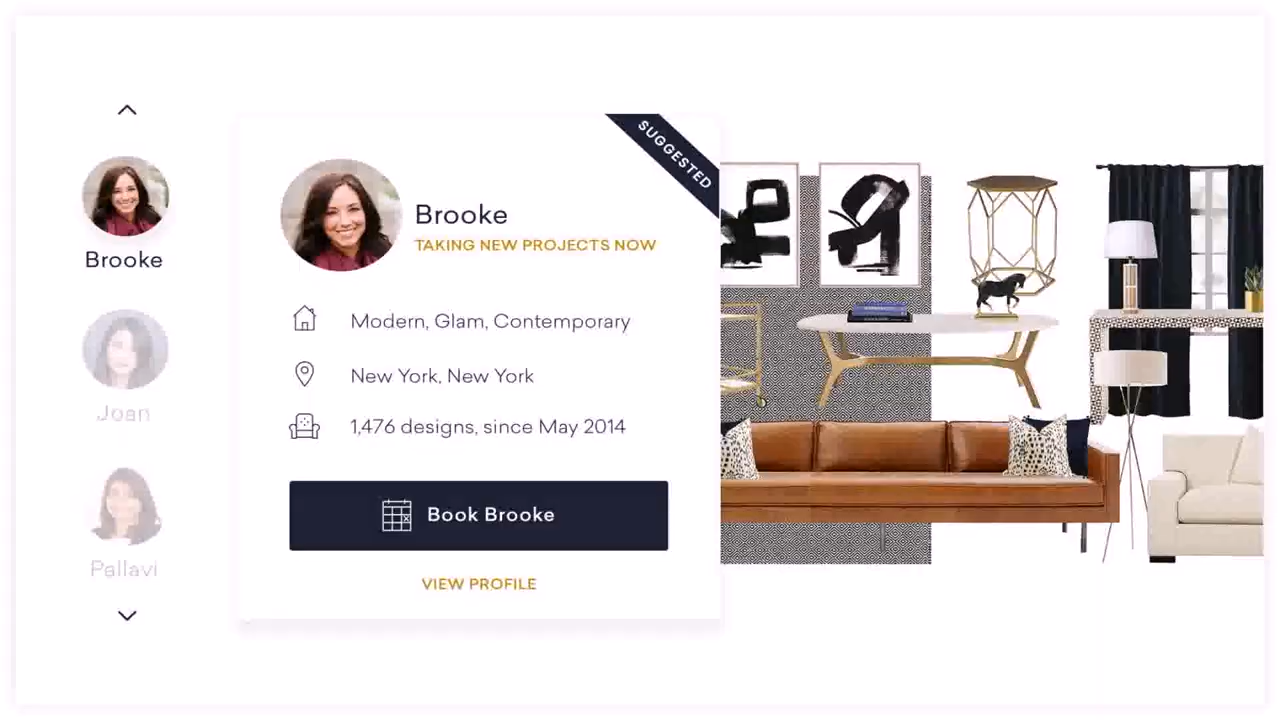 Brooke
Joan
Pallavi
SUGGESTED
Brooke
TAKING NEW PROJECTS NOW
Modern, Glam, Contemporary
New York, New York
1,476 designs, since May 2014
Book Brooke
VIEW PROFILE